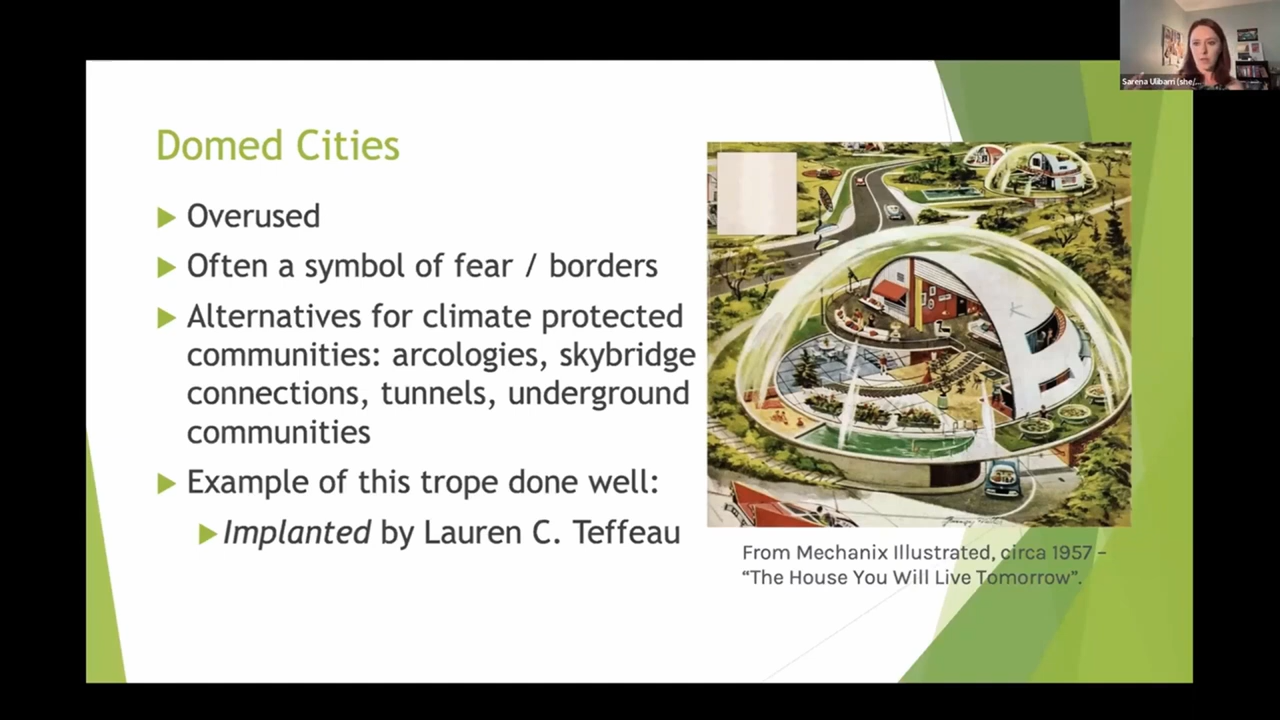 Sarena Ulibarri (she/...
Domed Cities
Overused
Often a symbol of fear / borders
Alternatives for climate protected
communities: arcologies, skybridge
connections, tunnels, underground
communities
Example of this trope done well:
Implanted by Lauren C. Teffeau
From Mechanix Illustrated, circa 1957 –
“The House You Will Live Tomorrow”.